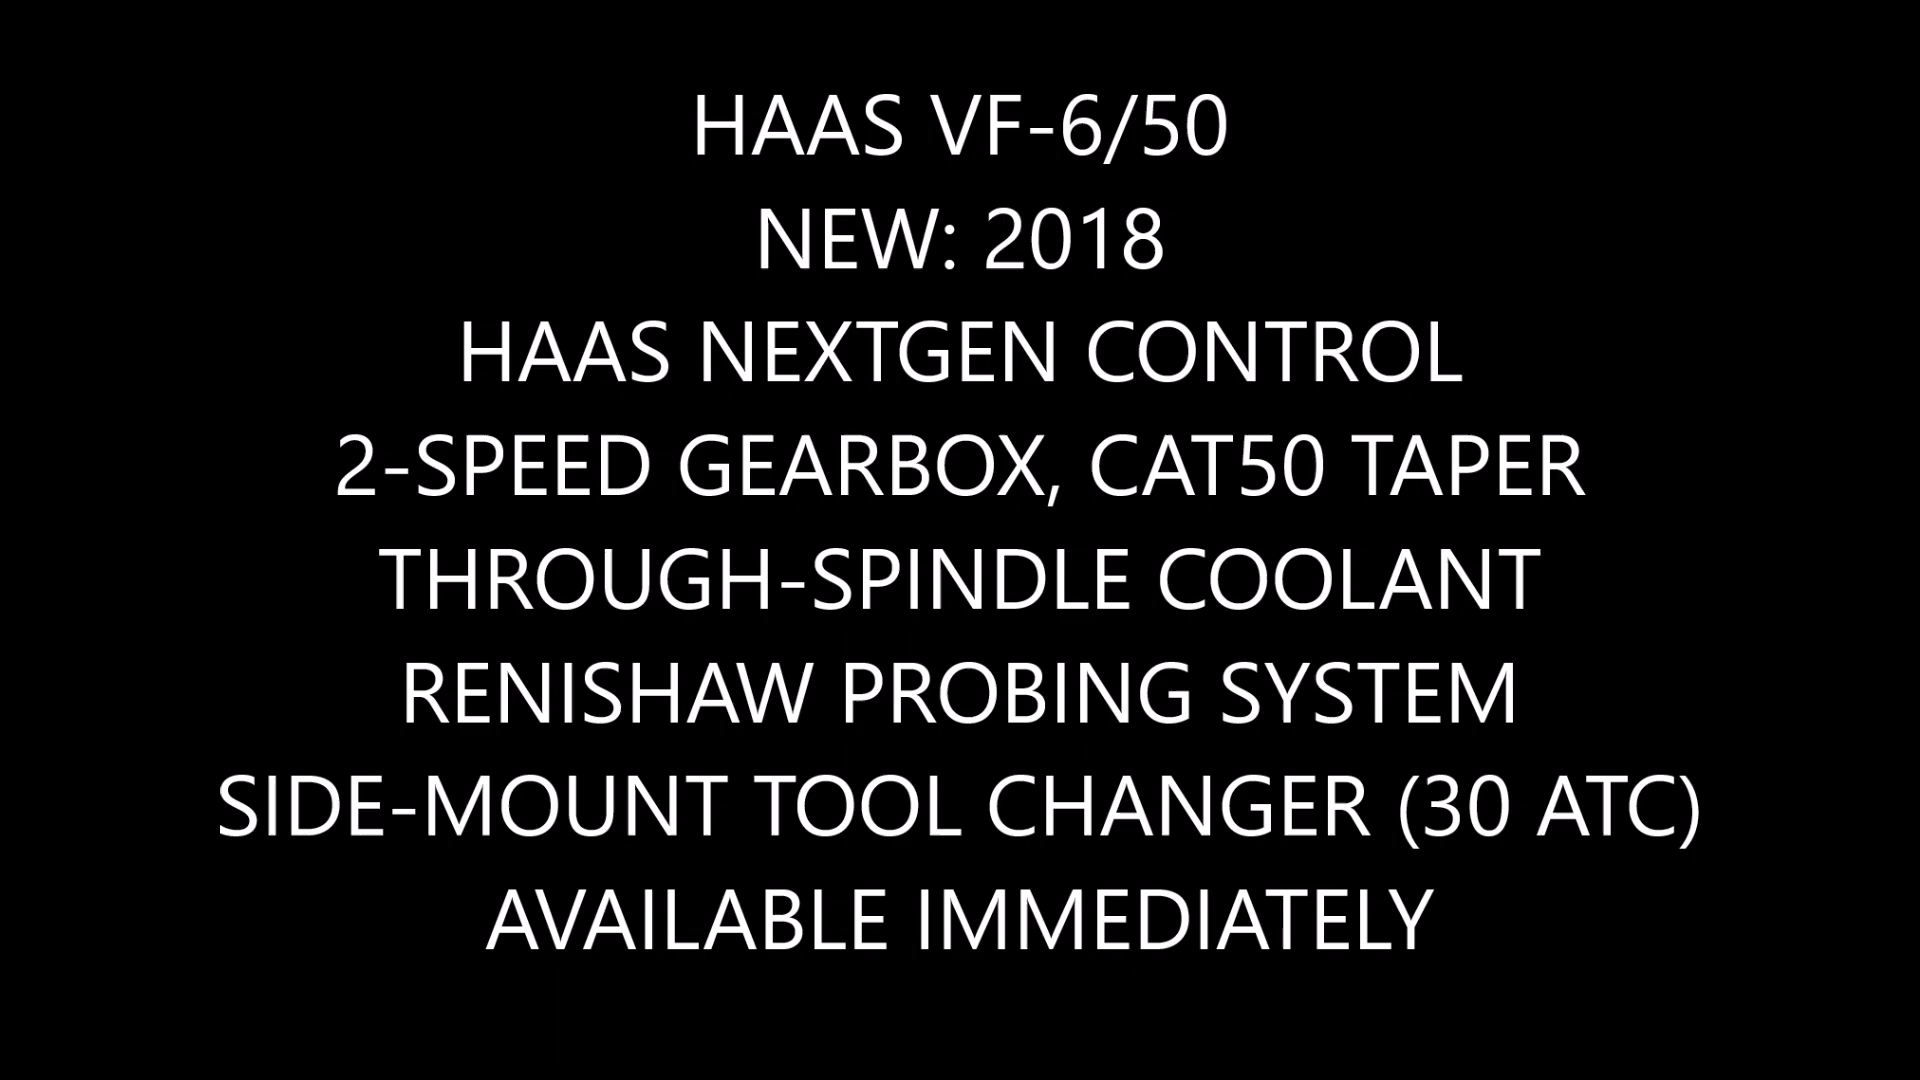 HAAS VF-6/50
NEW: 2018
HAAS NEXTGEN CONTROL
2-SPEED GEARBOX, CAT50 TAPER
THROUGH-SPINDLE COOLANT
RENISHAW PROBING SYSTEM
SIDE-MOUNT TOOL CHANGER (30 ATC)
AVAILABLE IMMEDIATELY